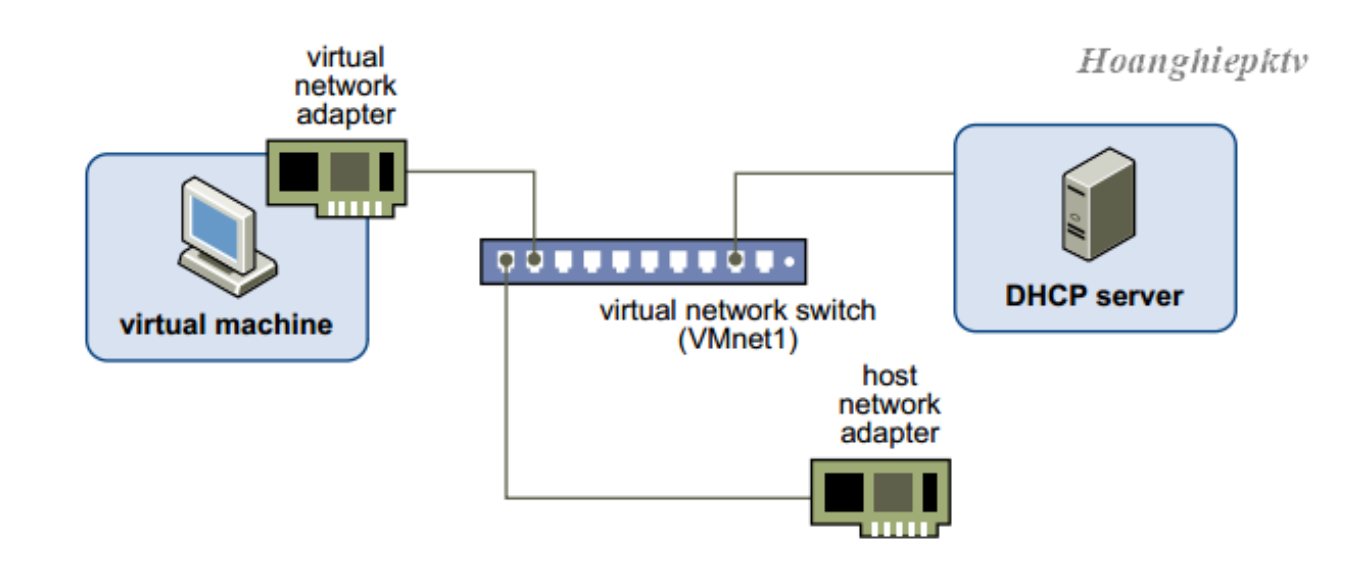 virtual
network
adapter
Hoanghiepktv
virtual machine
DHCP server
virtual network switch
(VMnet1)
host
network
adapter